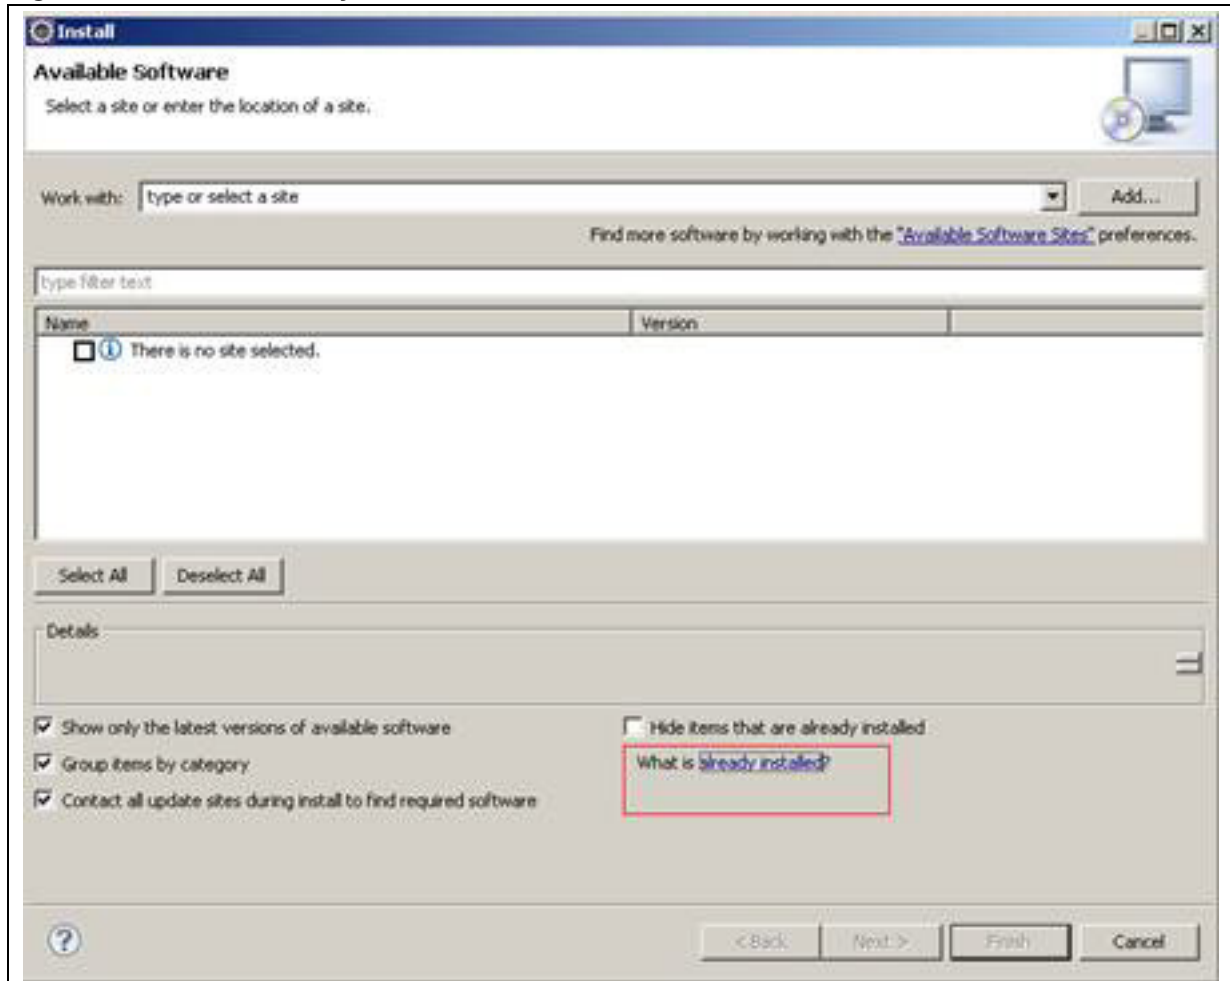 Install
Available Software
Select a site or enter the location of a site.
Work with: type or select a site Add...
Find more software by working with the "Available Software Sites" preferences.
type filter text
Name Version
There is no site selected.
Select All Deselect All
Details
Show only the latest versions of available software Hide items that are already installed
Group items by category What is already installed?
Contact all update sites during install to find required software
? < Back Next > Finish Cancel